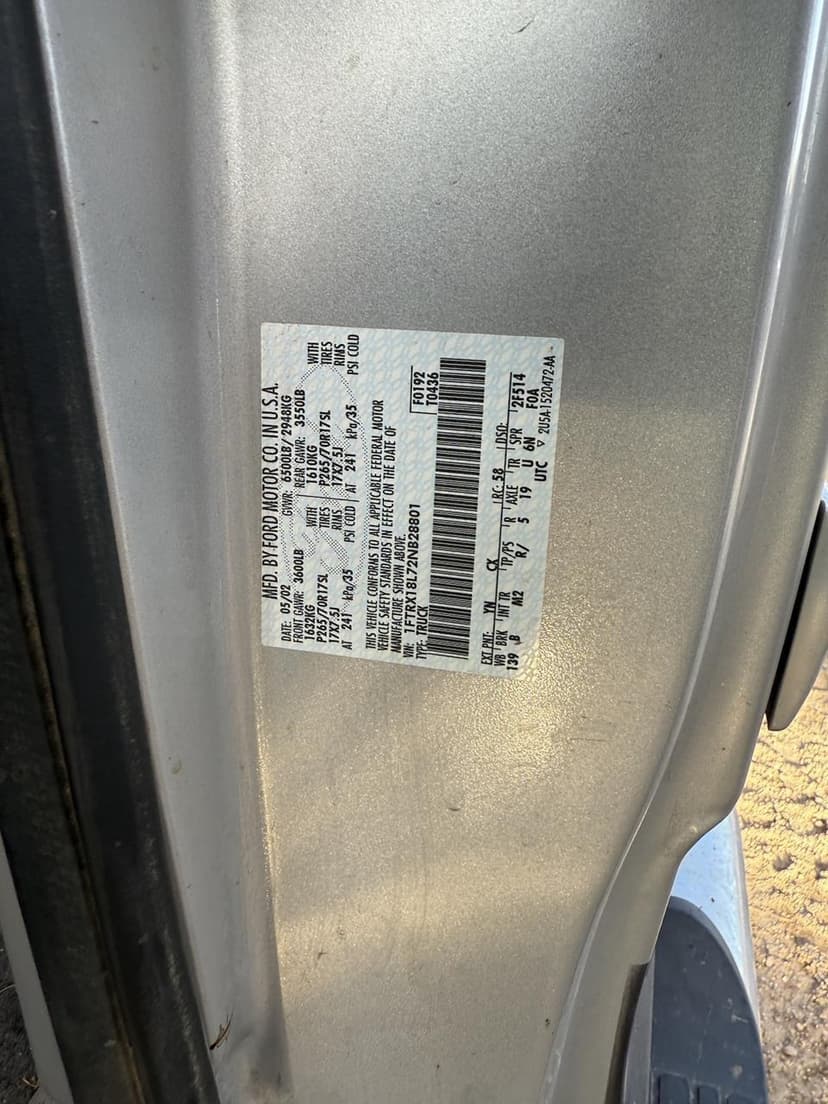 MFD. BY FORD MOTOR CO. IN U.S.A.
DATE: 05/02 GVWR: 6500LB/ 2948KG
FRONT GAWR: 3600LB REAR GAWR: 3550LB
1632KG WITH 1610KG WITH
P265/70R17SL TIRES P265/70R17SL TIRES
17X7.5J RIMS 17X7.5J RIMS
AT 241 kPa/35 PSI COLD AT 241 kPa/35 PSI COLD
THIS VEHICLE CONFORMS TO ALL APPLICABLE FEDERAL MOTOR
VEHICLE SAFETY STANDARDS IN EFFECT ON THE DATE OF
MANUFACTURE SHOWN ABOVE.
VIN: 1FTRX18L72NB28801 F0192
TYPE: TRUCK T0436
EXT PNT: YN CX RC: 58 DSO:
WB BRK INT TR TP/PS R AXLE TR SPR 2F514
139 B AI2 R/ 5 19 U 6N F0A
UTC ▽ 2U5A-1520472-AA